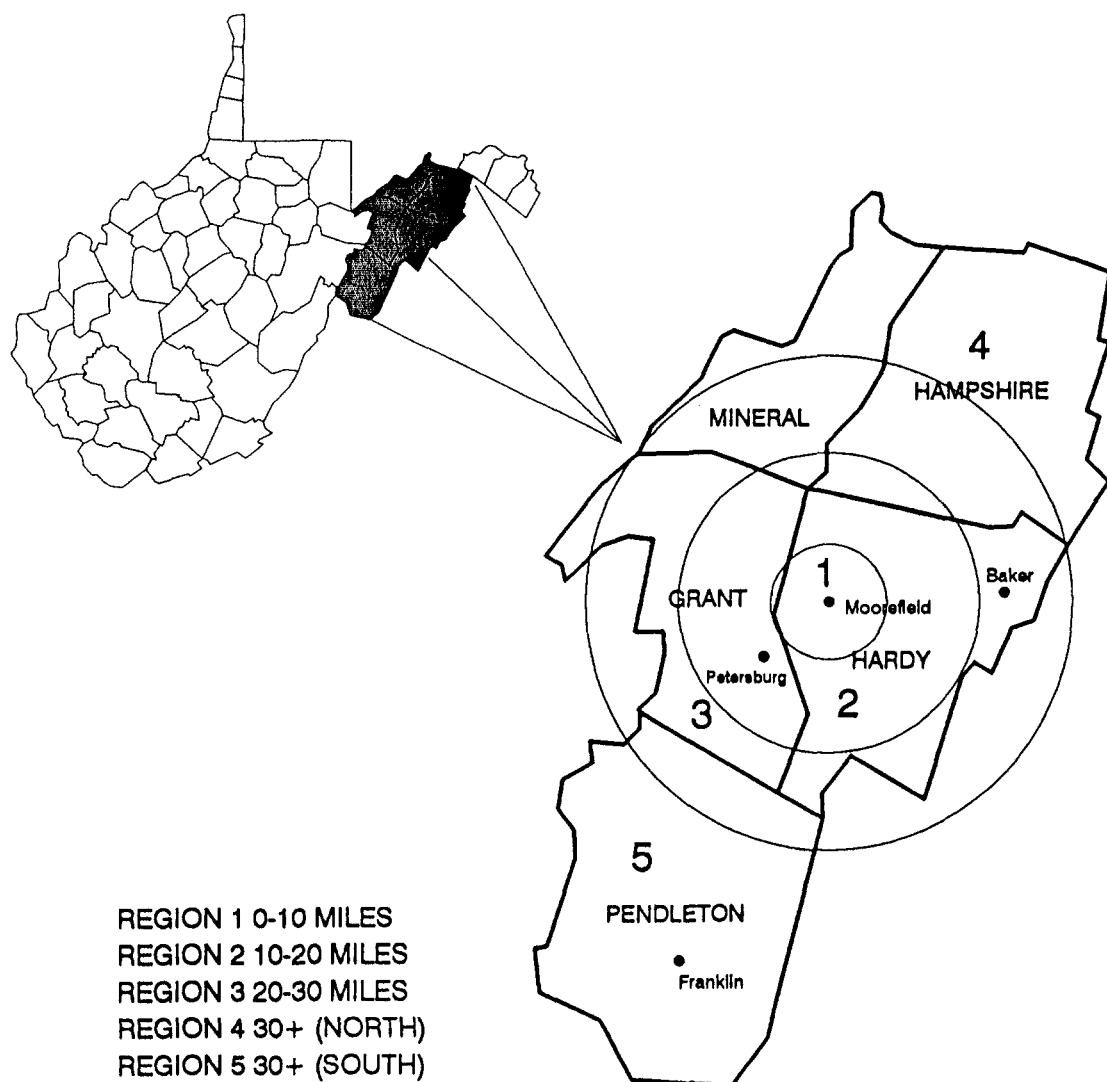 4
HAMPSHIRE
MINERAL
1
Baker
GRANT
Moorefield
HARDY
Petersburg
3
2
5
PENDLETON
Franklin
REGION 1 0-10 MILES
REGION 2 10-20 MILES
REGION 3 20-30 MILES
REGION 4 30+ (NORTH)
REGION 5 30+ (SOUTH)